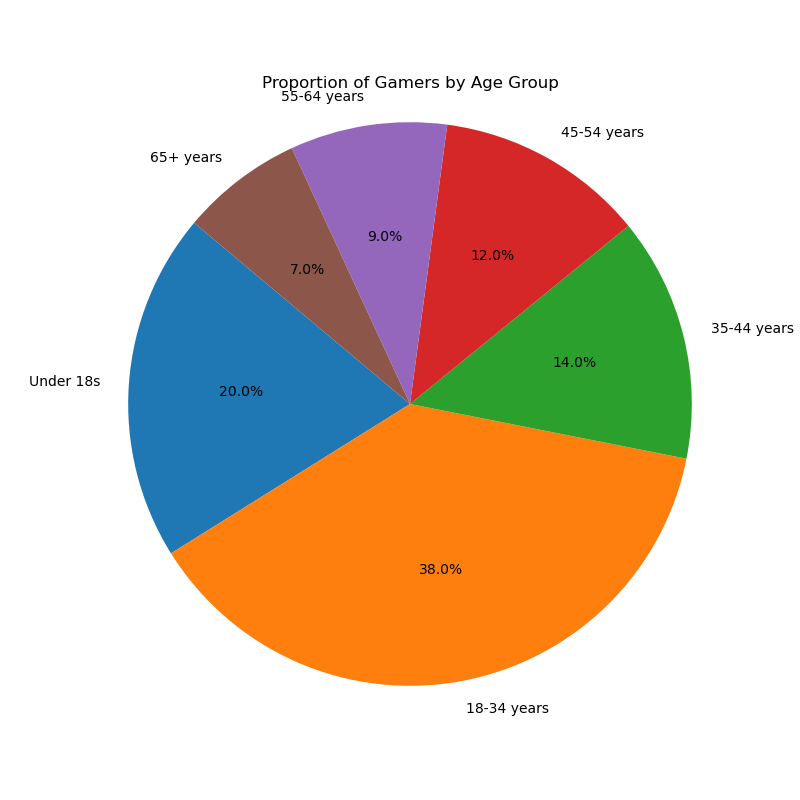 Proportion of Gamers by Age Group
55-64 years
45-54 years
65+ years
9.0%
12.0%
7.0%
35-44 years
14.0%
Under 18s
20.0%
38.0%
18-34 years